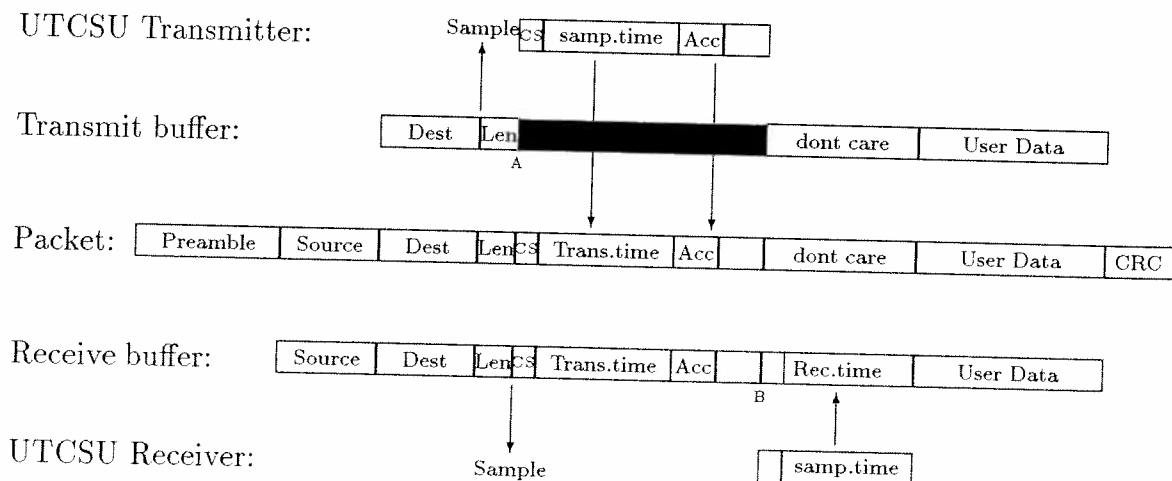 UTCSU Transmitter: Sample CS samp.time Acc
Transmit buffer: Dest Len dont care User Data
A
Packet: Preamble Source Dest Len CS Trans.time Acc dont care User Data CRC
Receive buffer: Source Dest Len CS Trans.time Acc Rec.time User Data
B
UTCSU Receiver: Sample samp.time